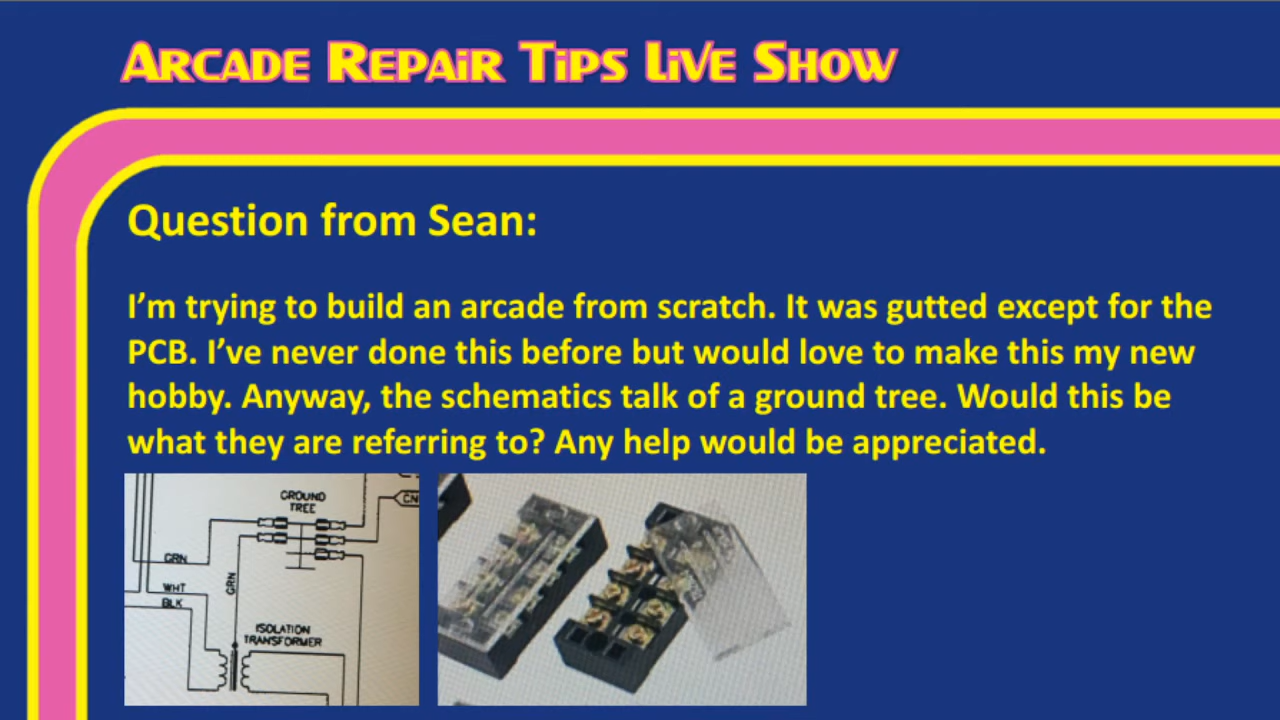 Arcade Repair Tips Live Show
Question from Sean:
I'm trying to build an arcade from scratch. It was gutted except for the
PCB. I've never done this before but would love to make this my new
hobby. Anyway, the schematics talk of a ground tree. Would this be
what they are referring to? Any help would be appreciated.
GROUND
TREE
CN
GRN
GRN
WHT
BLK
ISOLATION
TRANSFORMER